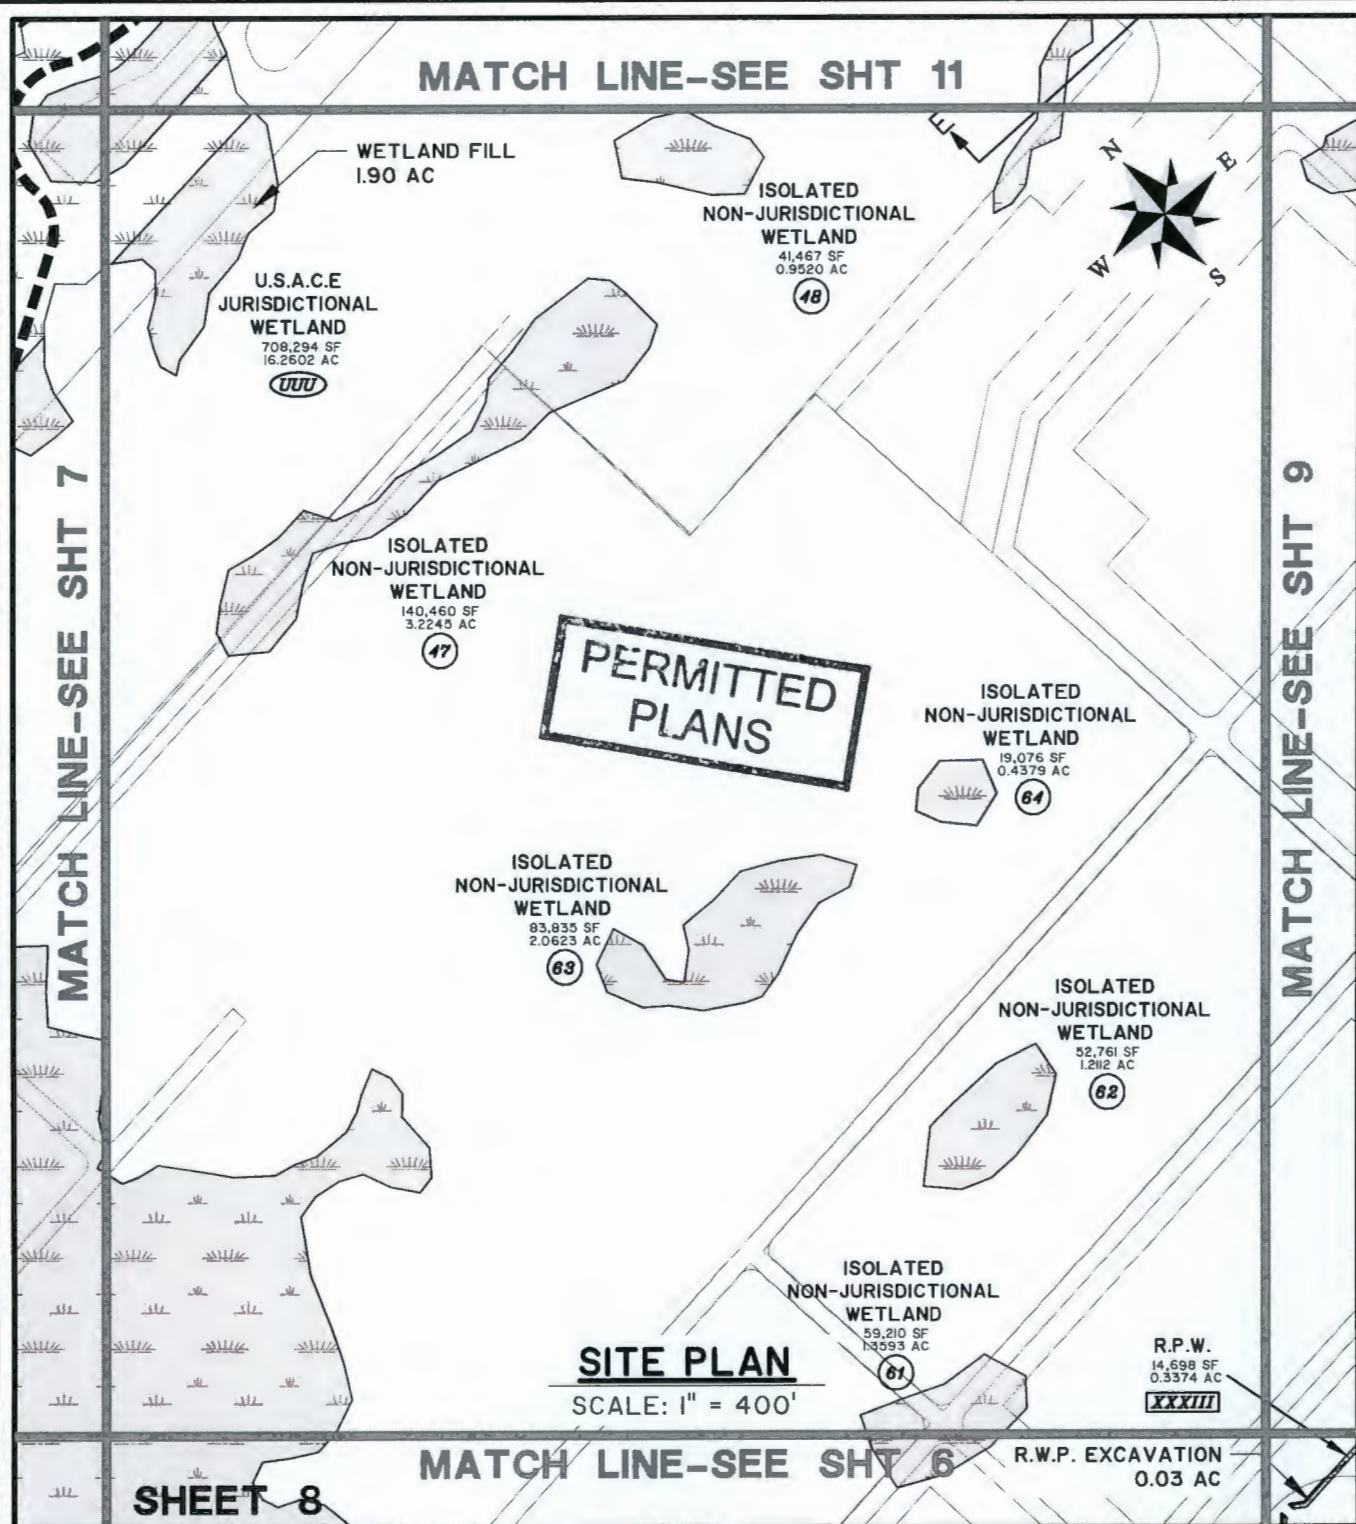 MATCH LINE-SEE SHT 11
WETLAND FILL
1.90 AC
ISOLATED
NON-JURISDICTIONAL
WETLAND
41,467 SF
0.9520 AC
48
E
N
E
W
S
U.S.A.C.E
JURISDICTIONAL
WETLAND
708,294 SF
16.2602 AC
UUU
MATCH LINE-SEE SHT 7
MATCH LINE-SEE SHT 9
ISOLATED
NON-JURISDICTIONAL
WETLAND
140,460 SF
3.2245 AC
47
PERMITTED
PLANS
ISOLATED
NON-JURISDICTIONAL
WETLAND
19,076 SF
0.4379 AC
64
ISOLATED
NON-JURISDICTIONAL
WETLAND
83,835 SF
2.0623 AC
63
ISOLATED
NON-JURISDICTIONAL
WETLAND
52,761 SF
1.2112 AC
62
ISOLATED
NON-JURISDICTIONAL
WETLAND
59,210 SF
1.3593 AC
61
R.P.W.
14,698 SF
0.3374 AC
XXXIII
SITE PLAN
SCALE: 1" = 400'
MATCH LINE-SEE SHT 6
R.W.P. EXCAVATION
0.03 AC
SHEET 8